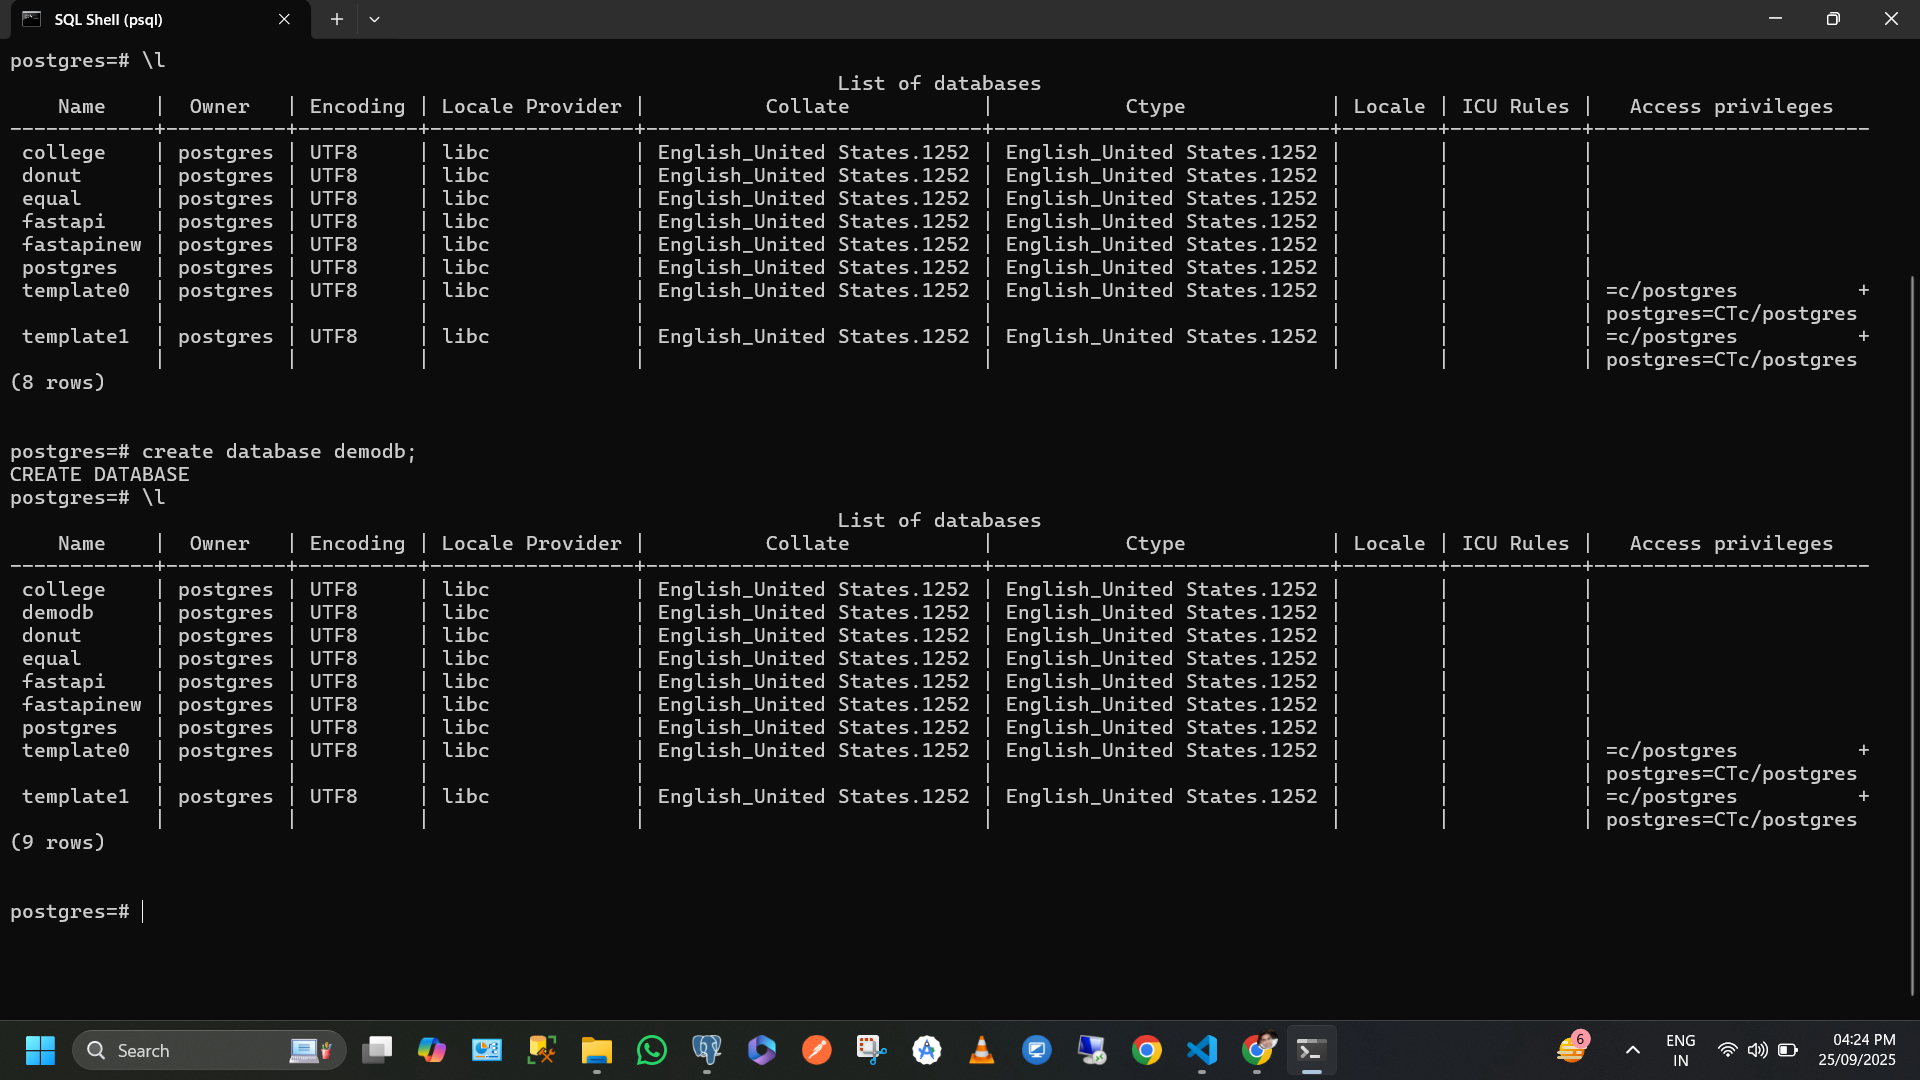 SQL Shell (psql)
postgres=# \l
List of databases
Name | Owner | Encoding | Locale Provider | Collate | Ctype | Locale | ICU Rules | Access privileges
------------+----------+----------+-----------------+----------------------------+----------------------------+--------+-----------+-----------------------
college | postgres | UTF8 | libc | English_United States.1252 | English_United States.1252 | | |
donut | postgres | UTF8 | libc | English_United States.1252 | English_United States.1252 | | |
equal | postgres | UTF8 | libc | English_United States.1252 | English_United States.1252 | | |
fastapi | postgres | UTF8 | libc | English_United States.1252 | English_United States.1252 | | |
fastapinew | postgres | UTF8 | libc | English_United States.1252 | English_United States.1252 | | |
postgres | postgres | UTF8 | libc | English_United States.1252 | English_United States.1252 | | |
template0 | postgres | UTF8 | libc | English_United States.1252 | English_United States.1252 | | | =c/postgres +
| | | | | | | | postgres=CTc/postgres
template1 | postgres | UTF8 | libc | English_United States.1252 | English_United States.1252 | | | =c/postgres +
| | | | | | | | postgres=CTc/postgres
(8 rows)
postgres=# create database demodb;
CREATE DATABASE
postgres=# \l
List of databases
Name | Owner | Encoding | Locale Provider | Collate | Ctype | Locale | ICU Rules | Access privileges
------------+----------+----------+-----------------+----------------------------+----------------------------+--------+-----------+-----------------------
college | postgres | UTF8 | libc | English_United States.1252 | English_United States.1252 | | |
demodb | postgres | UTF8 | libc | English_United States.1252 | English_United States.1252 | | |
donut | postgres | UTF8 | libc | English_United States.1252 | English_United States.1252 | | |
equal | postgres | UTF8 | libc | English_United States.1252 | English_United States.1252 | | |
fastapi | postgres | UTF8 | libc | English_United States.1252 | English_United States.1252 | | |
fastapinew | postgres | UTF8 | libc | English_United States.1252 | English_United States.1252 | | |
postgres | postgres | UTF8 | libc | English_United States.1252 | English_United States.1252 | | |
template0 | postgres | UTF8 | libc | English_United States.1252 | English_United States.1252 | | | =c/postgres +
| | | | | | | | postgres=CTc/postgres
template1 | postgres | UTF8 | libc | English_United States.1252 | English_United States.1252 | | | =c/postgres +
| | | | | | | | postgres=CTc/postgres
(9 rows)
postgres=#
Search
6
ENG
IN
04:24 PM
25/09/2025